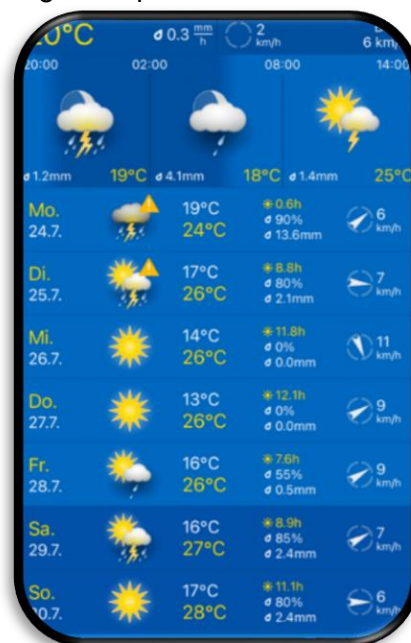 0.3 mm/h
2 km/h
6 km/
20:00 02:00 08:00 14:00
1.2mm 19°C 4.1mm 18°C 1.4mm 25°C
Mo. 19°C 0.6h 6
24.7. 24°C 90% km/h
13.6mm
Di. 17°C 8.8h 7
25.7. 26°C 80% km/h
2.1mm
Mi. 14°C 11.8h 11
26.7. 26°C 0% km/h
0.0mm
Do. 13°C 12.1h 9
27.7. 26°C 0% km/h
0.0mm
Fr. 16°C 7.6h 9
28.7. 26°C 55% km/h
0.5mm
Sa. 16°C 8.9h 7
29.7. 27°C 85% km/h
2.4mm
So. 17°C 11.1h 6
28°C 80% km/h
2.4mm